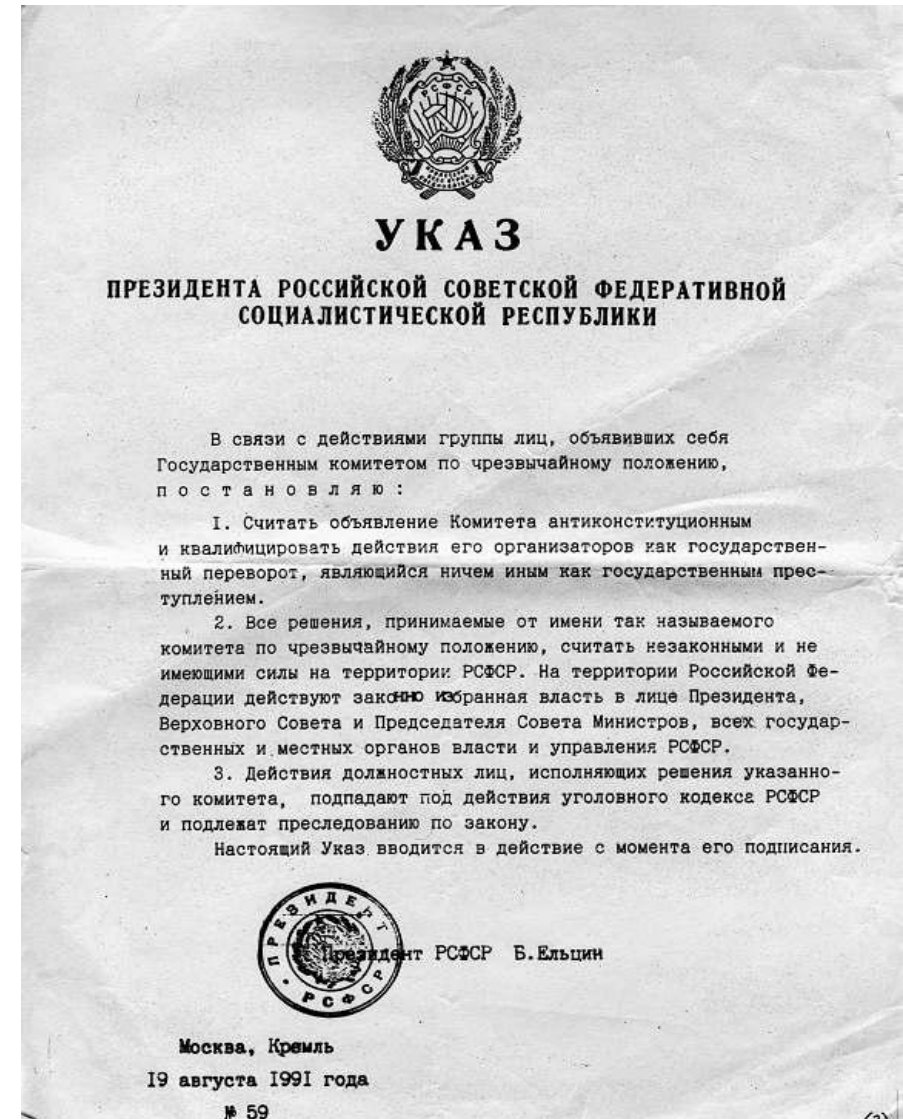 РСФСР
УКАЗ
ПРЕЗИДЕНТА РОССИЙСКОЙ СОВЕТСКОЙ ФЕДЕРАТИВНОЙ
СОЦИАЛИСТИЧЕСКОЙ РЕСПУБЛИКИ
В связи с действиями группы лиц, объявивших себя
Государственным комитетом по чрезвычайному положению,
п о с т а н о в л я ю :
I. Считать объявление Комитета антиконституционным
и квалифицировать действия его организаторов как государствен-
ный переворот, являющийся ничем иным как государственным прес-
туплением.
2. Все решения, принимаемые от имени так называемого
комитета по чрезвычайному положению, считать незаконными и не
имеющими силы на территории РСФСР. На территории Российской Фе-
дерации действуют законно избранная власть в лице Президента,
Верховного Совета и Председателя Совета Министров, всех государ-
ственных и местных органов власти и управления РСФСР.
3. Действия должностных лиц, исполняющих решения указанно-
го комитета, подпадают под действия уголовного кодекса РСФСР
и подлежат преследованию по закону.
Настоящий Указ вводится в действие с момента его подписания.
ПРЕЗИДЕНТ
РСФСР
Президент РСФСР Б.Ельцин
Москва, Кремль
I9 августа I99I года
№ 59